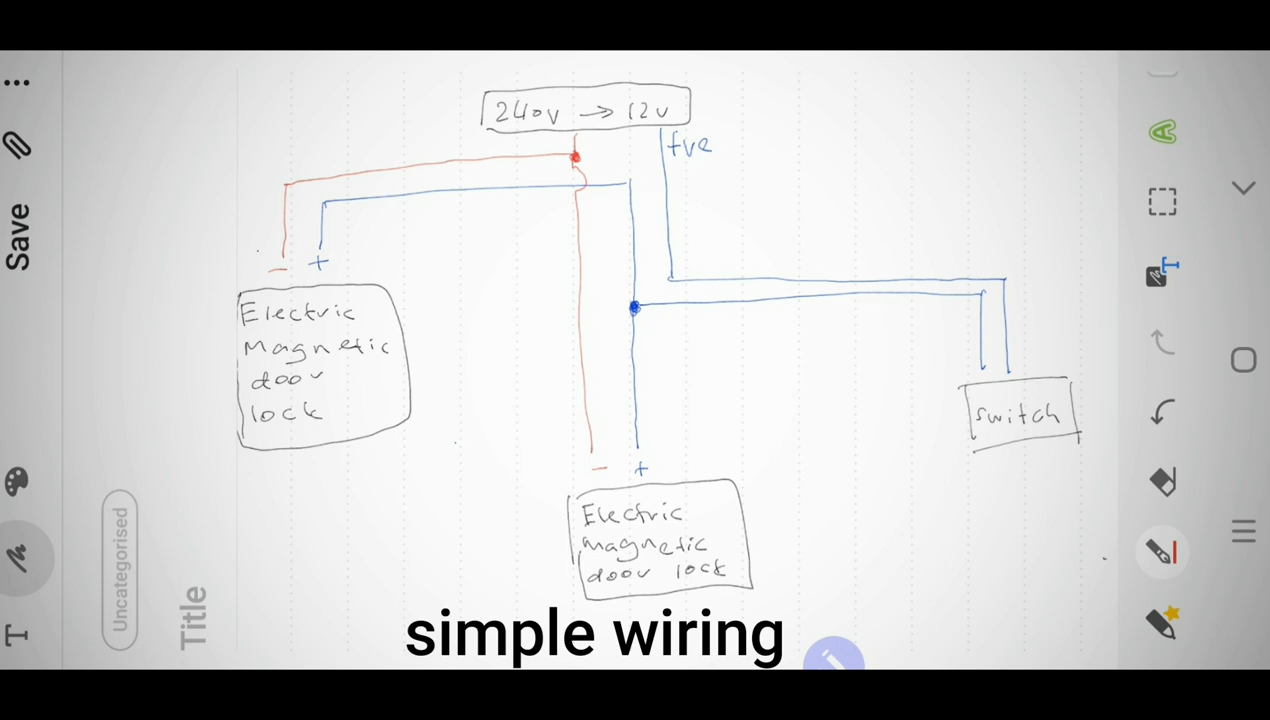 240v → 12v
+ve
- +
Electric
Magnetic
door
lock
switch
- +
Electric
magnetic
door lock
simple wiring
Save
Uncategorised
Title
T
A
T